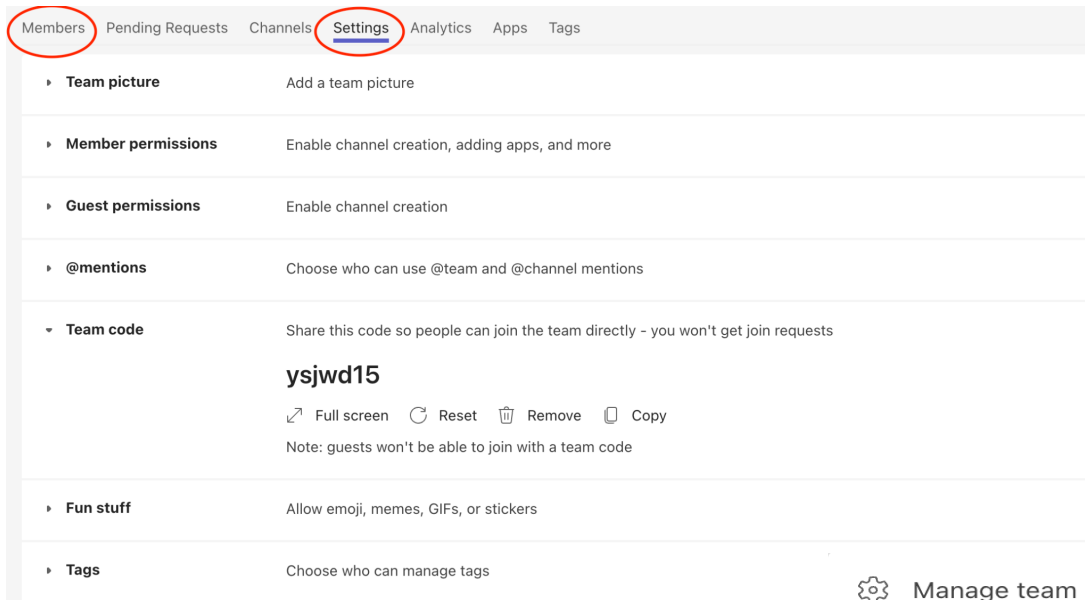 Members Pending Requests Channels Settings Analytics Apps Tags
Team picture Add a team picture
Member permissions Enable channel creation, adding apps, and more
Guest permissions Enable channel creation
@mentions Choose who can use @team and @channel mentions
Team code Share this code so people can join the team directly - you won't get join requests
ysjwd15
Full screen Reset Remove Copy
Note: guests won't be able to join with a team code
Fun stuff Allow emoji, memes, GIFs, or stickers
Tags Choose who can manage tags
Manage team